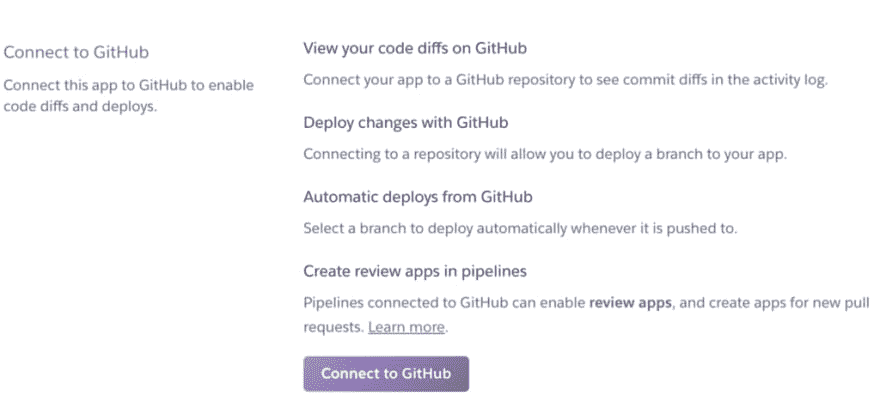 Connect to GitHub
Connect this app to GitHub to enable
code diffs and deploys.
View your code diffs on GitHub
Connect your app to a GitHub repository to see commit diffs in the activity log.
Deploy changes with GitHub
Connecting to a repository will allow you to deploy a branch to your app.
Automatic deploys from GitHub
Select a branch to deploy automatically whenever it is pushed to.
Create review apps in pipelines
Pipelines connected to GitHub can enable review apps, and create apps for new pull
requests. Learn more.
Connect to GitHub